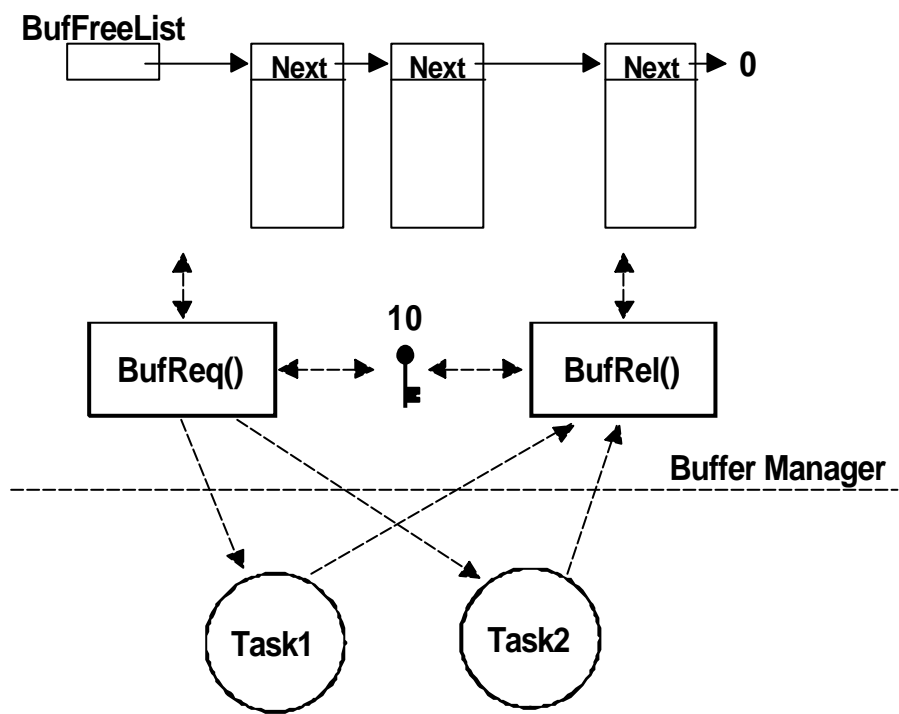 BufFreeList
Next Next Next 0
10
BufReq() BufRel()
Buffer Manager
Task1 Task2